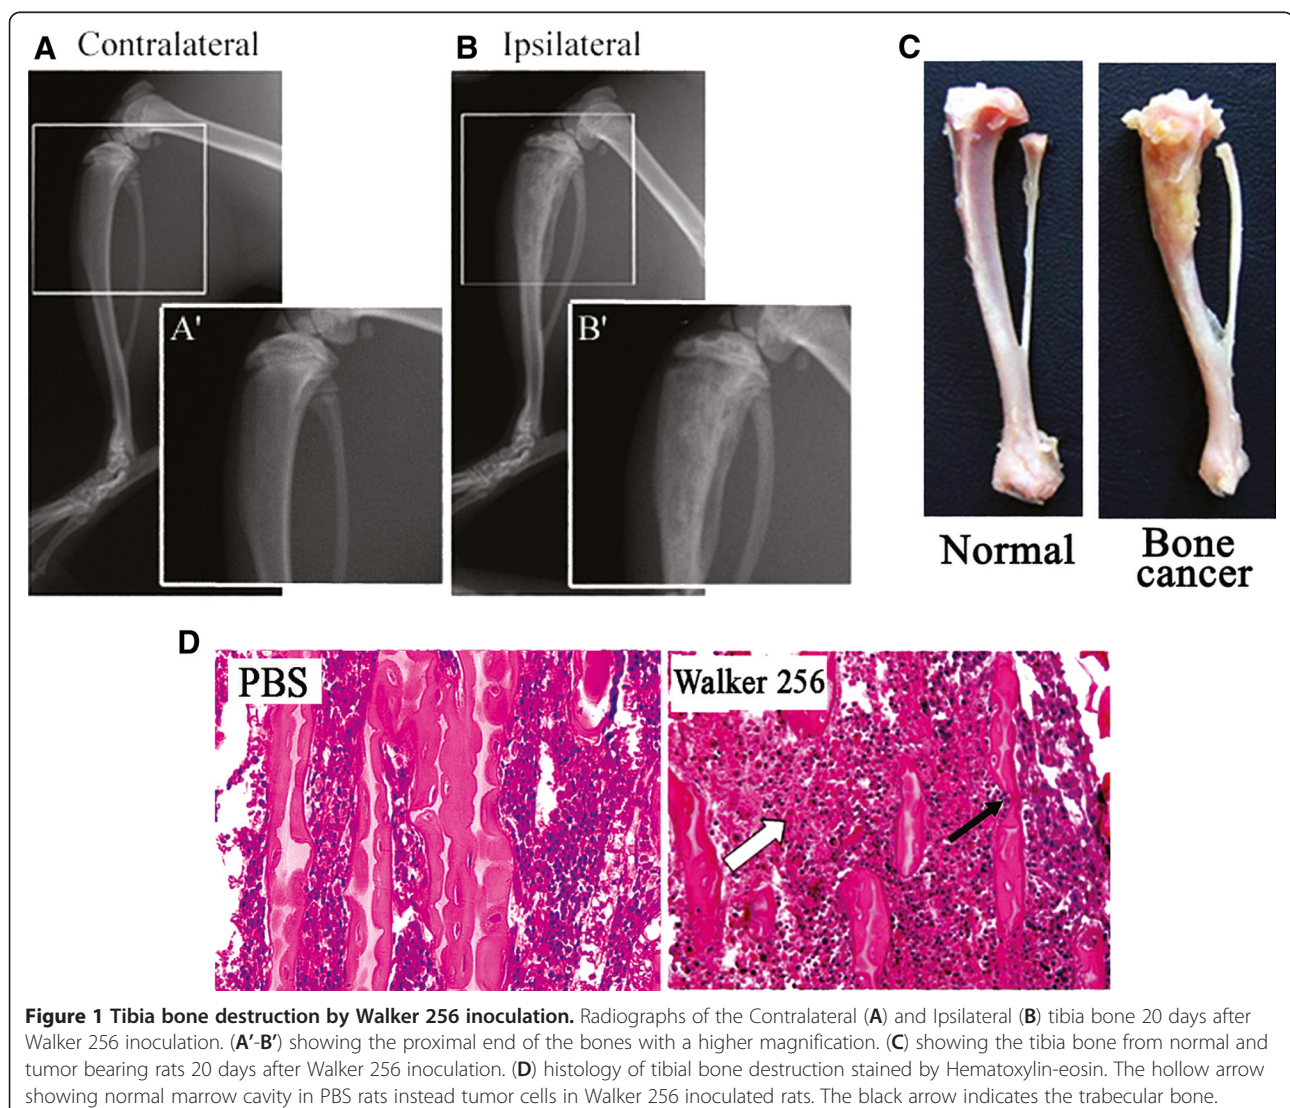 A Contralateral
B Ipsilateral
C
A'
B'
Normal
Bone
cancer
D
PBS
Walker 256
Figure 1 Tibia bone destruction by Walker 256 inoculation. Radiographs of the Contralateral (A) and Ipsilateral (B) tibia bone 20 days after
Walker 256 inoculation. (A’-B’) showing the proximal end of the bones with a higher magnification. (C) showing the tibia bone from normal and
tumor bearing rats 20 days after Walker 256 inoculation. (D) histology of tibial bone destruction stained by Hematoxylin-eosin. The hollow arrow
showing normal marrow cavity in PBS rats instead tumor cells in Walker 256 inoculated rats. The black arrow indicates the trabecular bone.